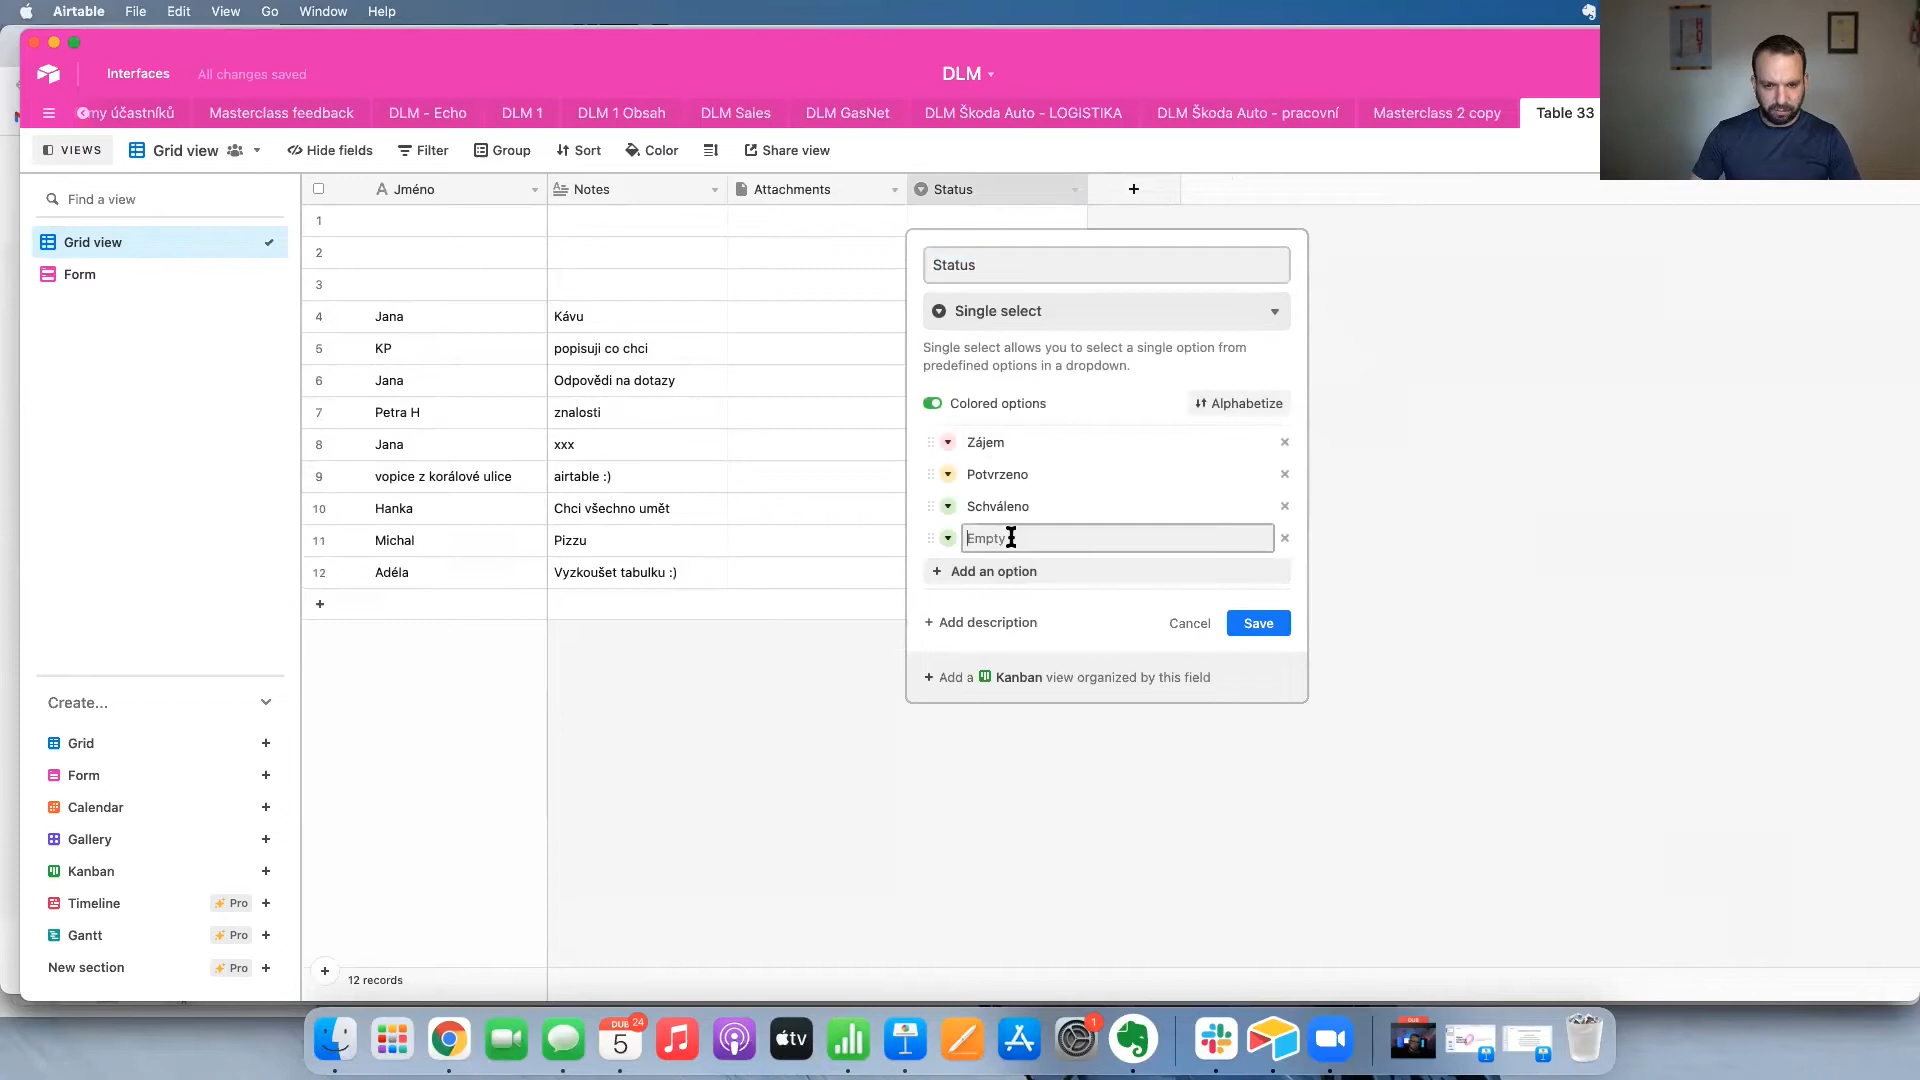 Airtable File Edit View Go Window Help
Interfaces All changes saved DLM
my účastníků Masterclass feedback DLM - Echo DLM 1 DLM 1 Obsah DLM Sales DLM GasNet DLM Škoda Auto - LOGISTIKA DLM Škoda Auto - pracovní Masterclass 2 copy Table 33
VIEWS Grid view Hide fields Filter Group Sort Color Share view
Find a view
Grid view
Form
Jméno Notes Attachments Status +
1
2
3
4 Jana Kávu
5 KP popisuji co chci
6 Jana Odpovědi na dotazy
7 Petra H znalosti
8 Jana xxx
9 vopice z korálové ulice airtable :)
10 Hanka Chci všechno umět
11 Michal Pizzu
12 Adéla Vyzkoušet tabulku :)
+
Status
Single select
Single select allows you to select a single option from
predefined options in a dropdown.
Colored options Alphabetize
Zájem
Potvrzeno
Schváleno
Empty
+ Add an option
+ Add description Cancel Save
+ Add a Kanban view organized by this field
Create...
Grid +
Form +
Calendar +
Gallery +
Kanban +
Timeline Pro +
Gantt Pro +
New section Pro +
+ 12 records
HOT
DUB 24
5
tv
1